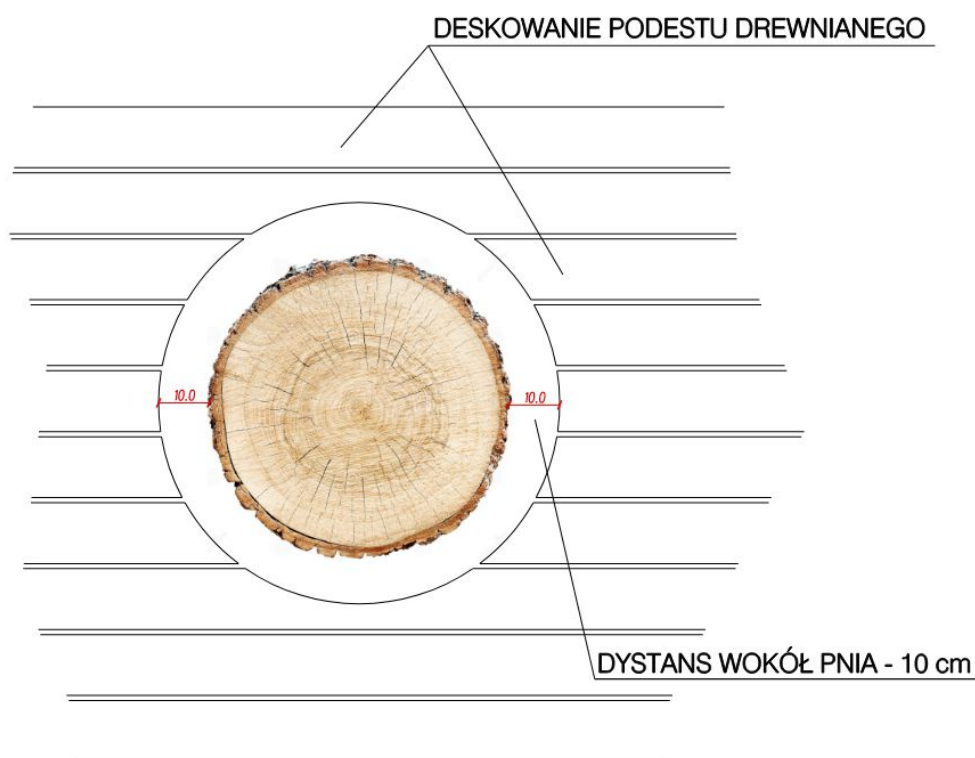 DESKOWANIE PODESTU DREWNIANEGO
10.0
10.0
DYSTANS WOKÓŁ PNIA - 10 cm